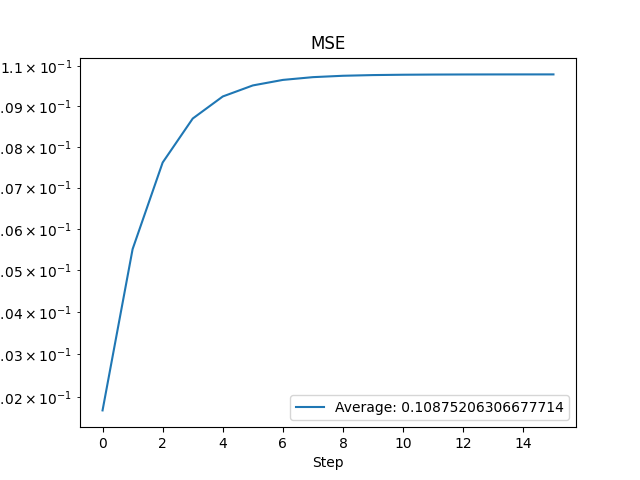 MSE
1.1 × 10⁻¹
.09 × 10⁻¹
.08 × 10⁻¹
.07 × 10⁻¹
.06 × 10⁻¹
.05 × 10⁻¹
.04 × 10⁻¹
.03 × 10⁻¹
.02 × 10⁻¹
Average: 0.10875206306677714
0 2 4 6 8 10 12 14
Step